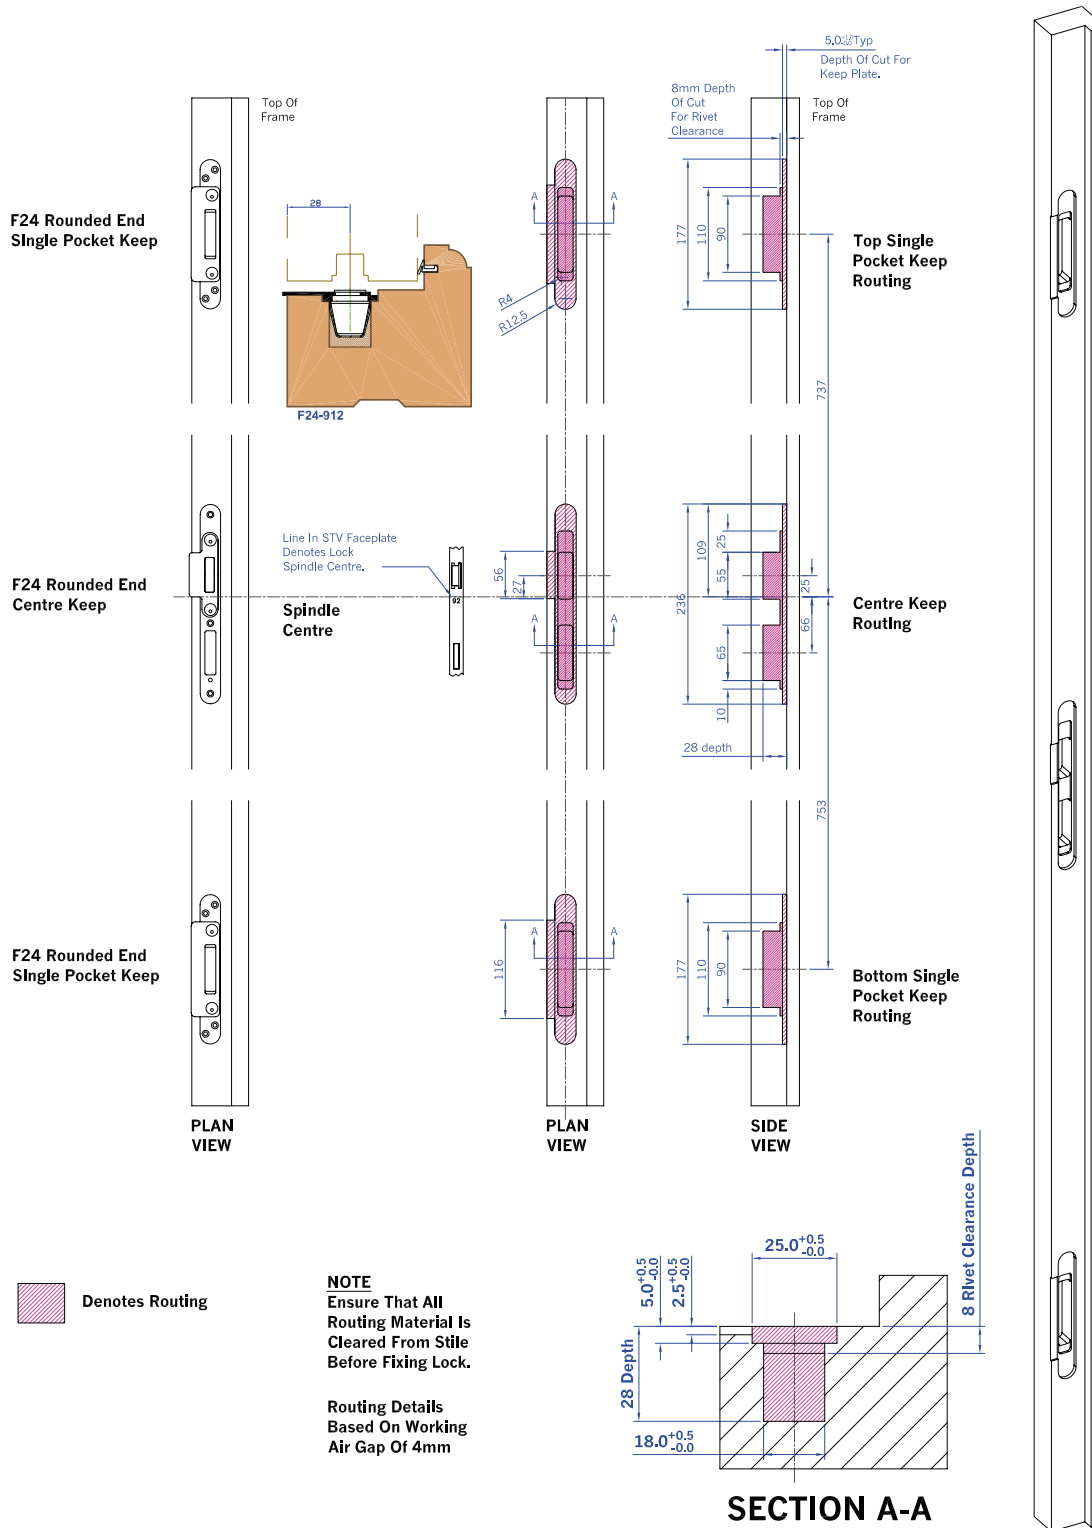 5.0+1.0-0.0Typ
Depth Of Cut For
Keep Plate.
8mm Depth
Of Cut
For Rivet
Clearance
Top Of
Frame
Top Of
Frame
F24 Rounded End
SIngle Pocket Keep
28
F24-912
A
A
R4
R12.5
177
110
90
Top Single
Pocket Keep
Routing
737
F24 Rounded End
Centre Keep
Line In STV Faceplate
Denotes Lock
Spindle Centre.
92
Spindle
Centre
56
27
A
A
236
109
25
55
65
10
25
66
28 depth
Centre Keep
Routing
753
F24 Rounded End
SIngle Pocket Keep
116
A
A
177
110
90
Bottom Single
Pocket Keep
Routing
PLAN
VIEW
PLAN
VIEW
SIDE
VIEW
Denotes Routing
NOTE
Ensure That All
Routing Material Is
Cleared From Stile
Before Fixing Lock.
Routing Details
Based On Working
Air Gap Of 4mm
5.0+0.5-0.0
2.5+0.5-0.0
25.0+0.5-0.0
8 Rivet Clearance Depth
28 Depth
18.0+0.5-0.0
SECTION A-A